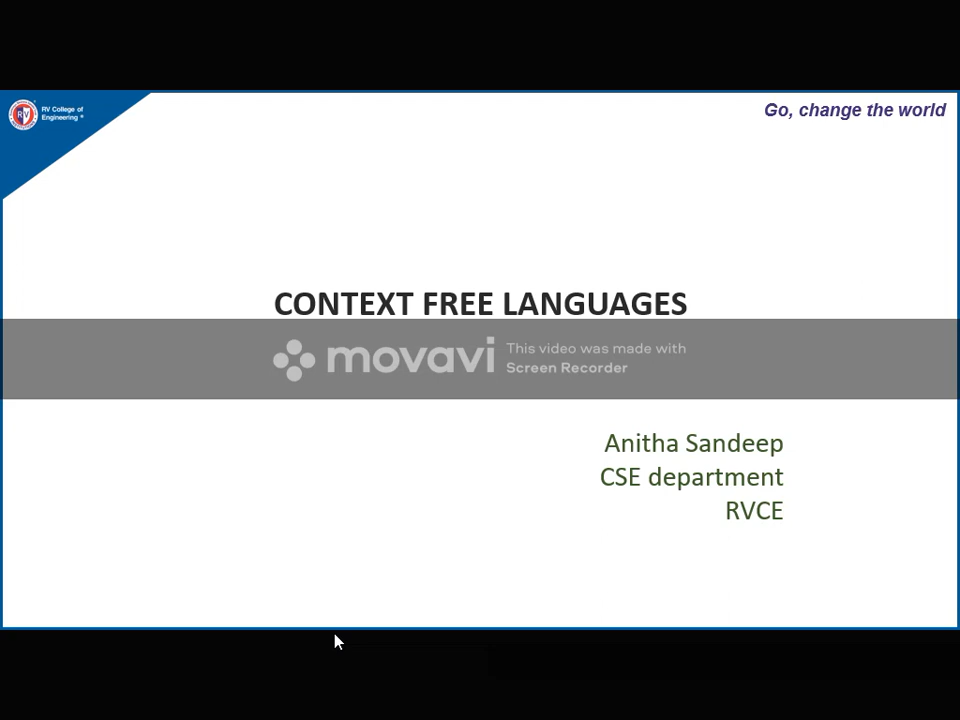 RV College of
Engineering ®
Go, change the world
CONTEXT FREE LANGUAGES
movavi
This video was made with
Screen Recorder
Anitha Sandeep
CSE department
RVCE